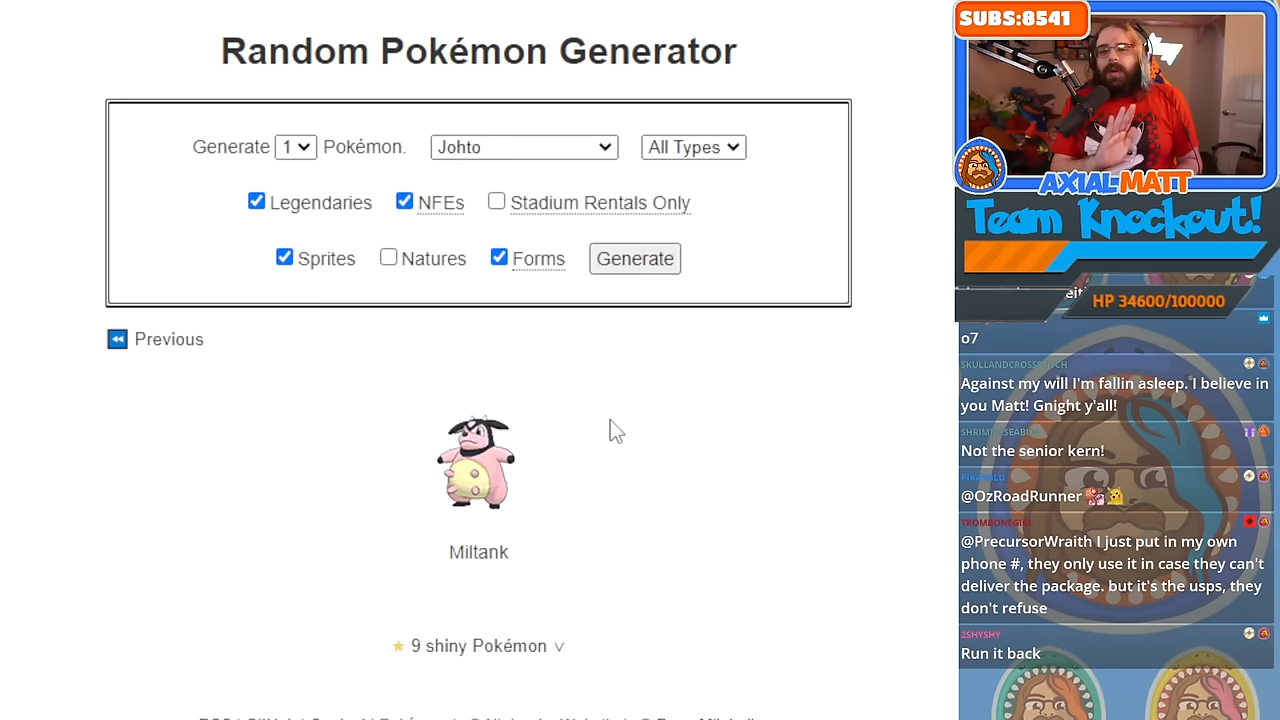 Random Pokémon Generator
Generate 1 Pokémon. Johto All Types
Legendaries NFEs Stadium Rentals Only
Sprites Natures Forms Generate
Previous
Miltank
9 shiny Pokémon
SUBS:8541
AXIAL-MATT
Team Knockout!
HP 34600/100000
o7
SKULLANDCROSSSTITCH
Against my will I'm fallin asleep. I believe in
you Matt! Gnight y'all!
Not the senior kern!
@OzRoadRunner
@PrecursorWraith I just put in my own
phone #, they only use it in case they can't
deliver the package. but it's the usps, they
don't refuse
2SHYSHY
Run it back